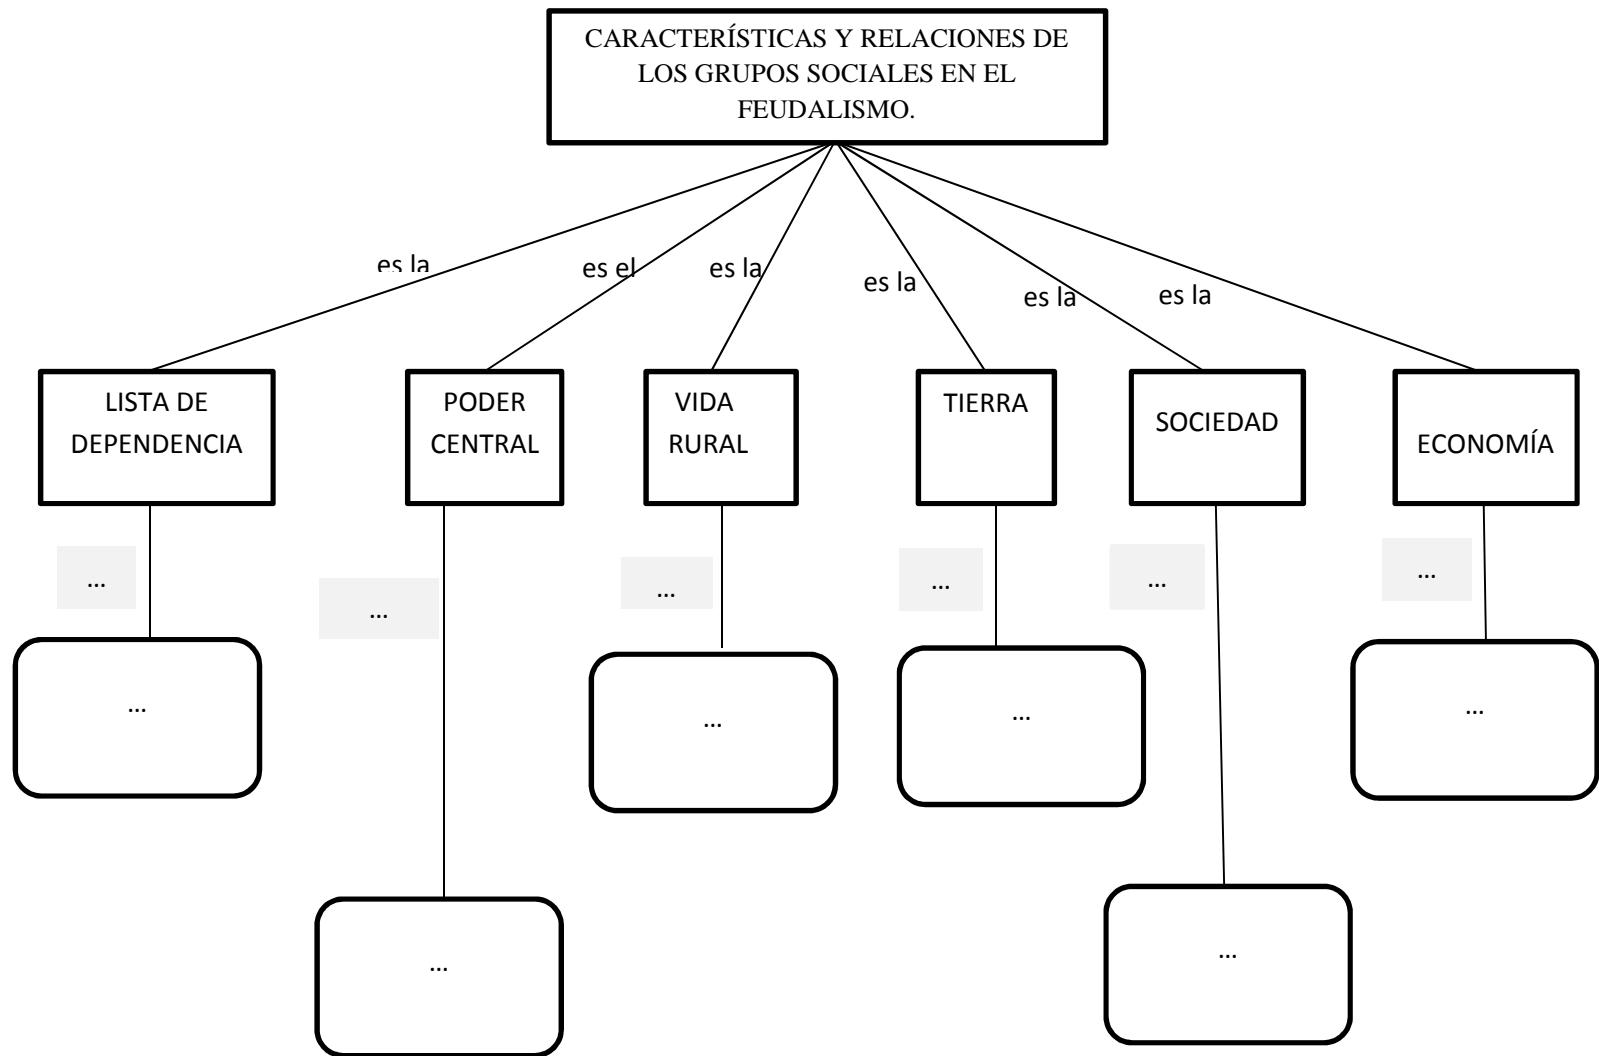 CARACTERÍSTICAS Y RELACIONES DE
LOS GRUPOS SOCIALES EN EL
FEUDALISMO.
es la
es el
es la
es la
es la
es la
LISTA DE
DEPENDENCIA
PODER
CENTRAL
VIDA
RURAL
TIERRA
SOCIEDAD
ECONOMÍA
...
...
...
...
...
...
...
...
...
...
...
...